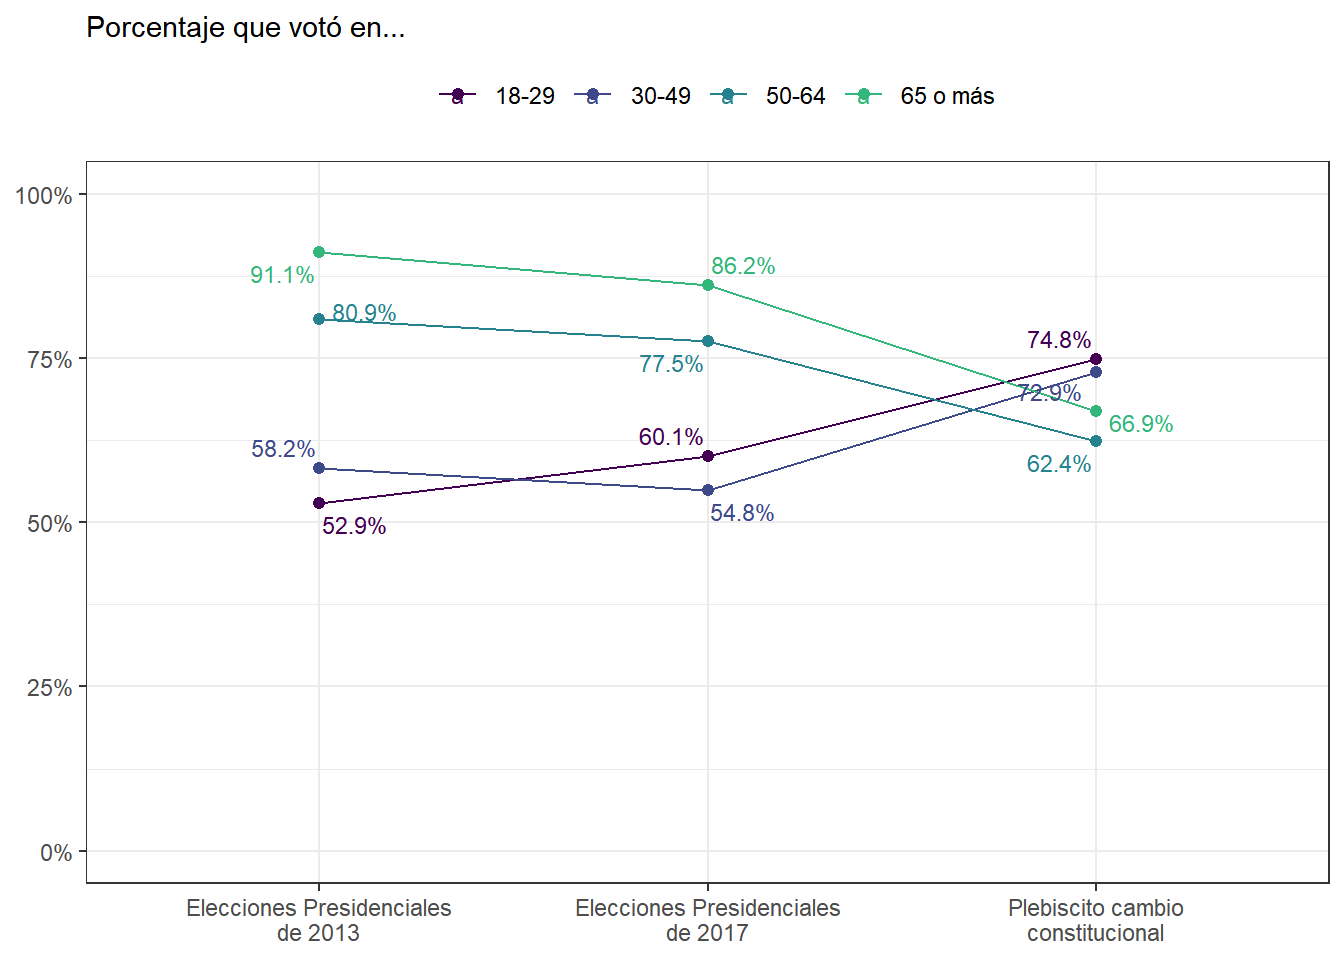 Porcentaje que votó en...
a 18-29 a 30-49 a 50-64 a 65 o más
100%
75%
50%
25%
0%
91.1%
86.2%
80.9%
77.5%
74.8%
72.9%
66.9%
62.4%
60.1%
58.2%
54.8%
52.9%
Elecciones Presidenciales
de 2013
Elecciones Presidenciales
de 2017
Plebiscito cambio
constitucional